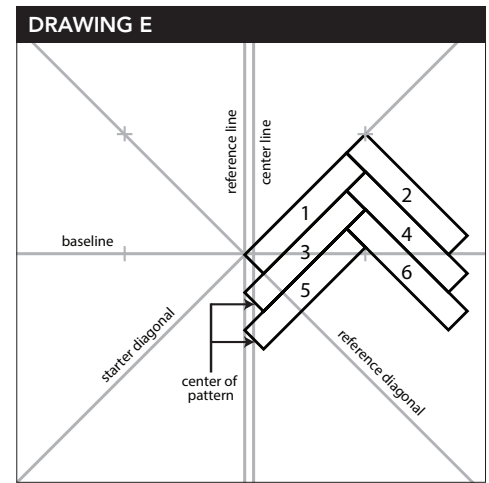 DRAWING E
reference line
center line
baseline
1
2
3
4
5
6
starter diagonal
reference diagonal
center of
pattern